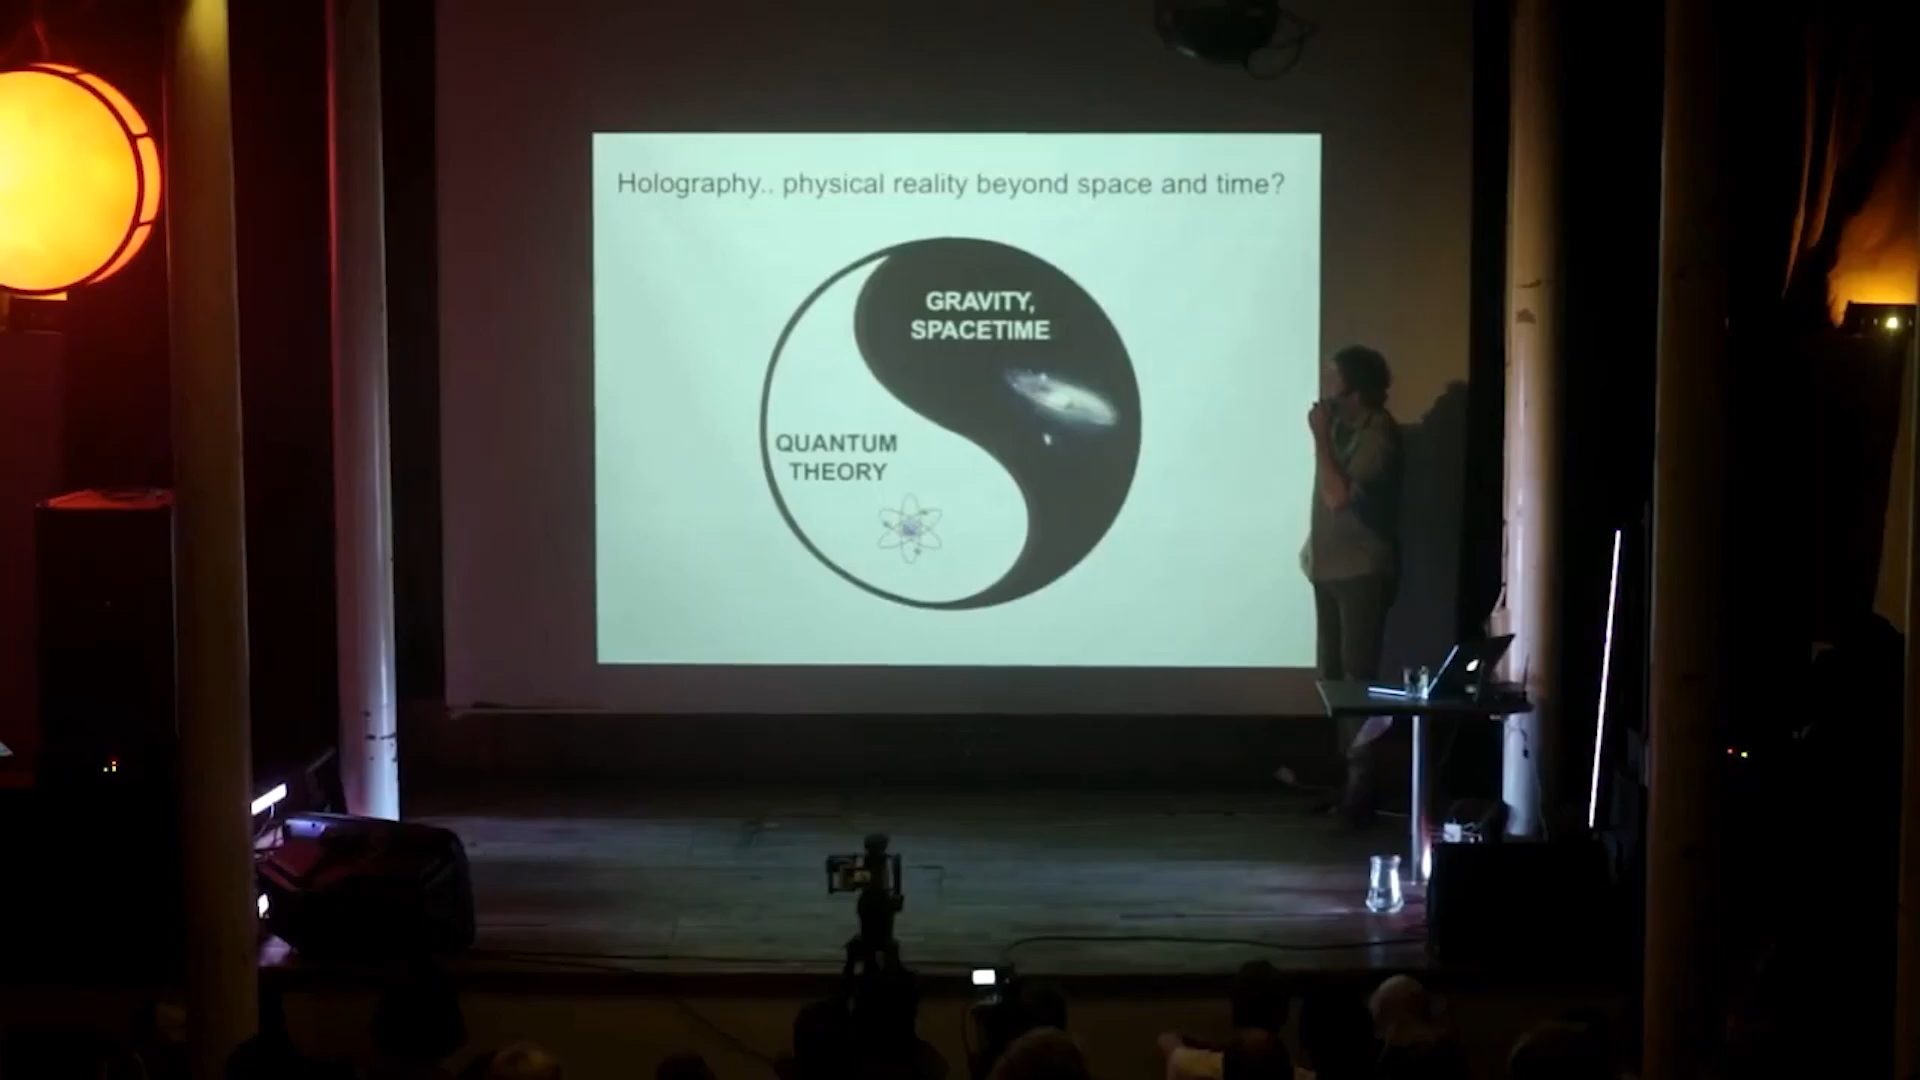 Holography.. physical reality beyond space and time?
GRAVITY,
SPACETIME
QUANTUM
THEORY